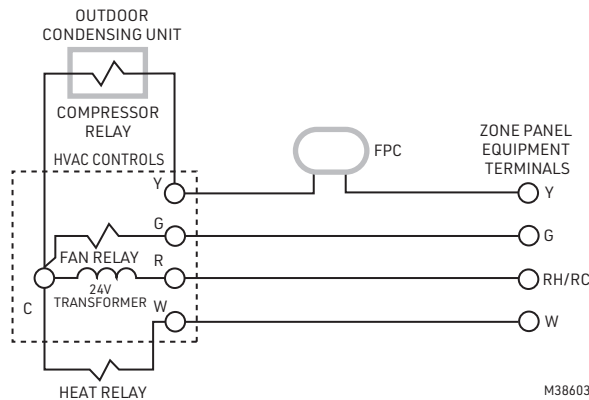 OUTDOOR
CONDENSING UNIT
COMPRESSOR
RELAY
HVAC CONTROLS
FPC
ZONE PANEL
EQUIPMENT
TERMINALS
Y
Y
G
G
FAN RELAY
R
RH/RC
24V
TRANSFORMER
C
W
W
HEAT RELAY
M38603